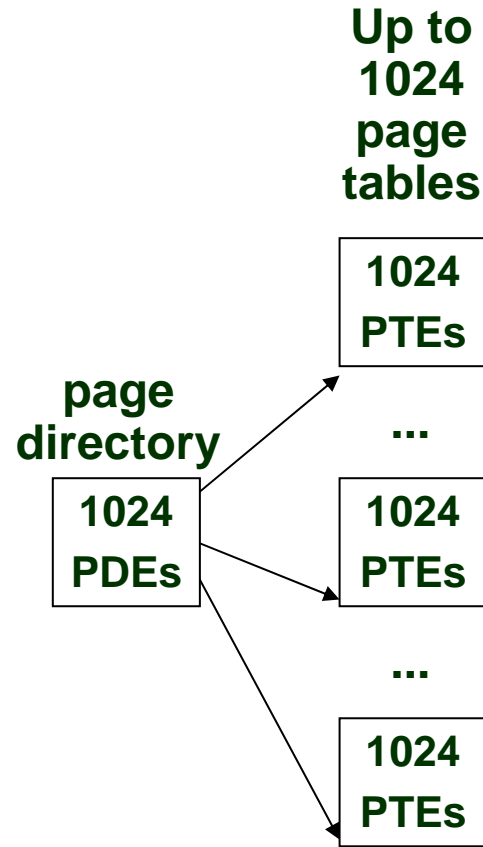 Up to
1024
page
tables
1024
PTEs
...
page
directory
1024
PDEs
1024
PTEs
...
1024
PTEs